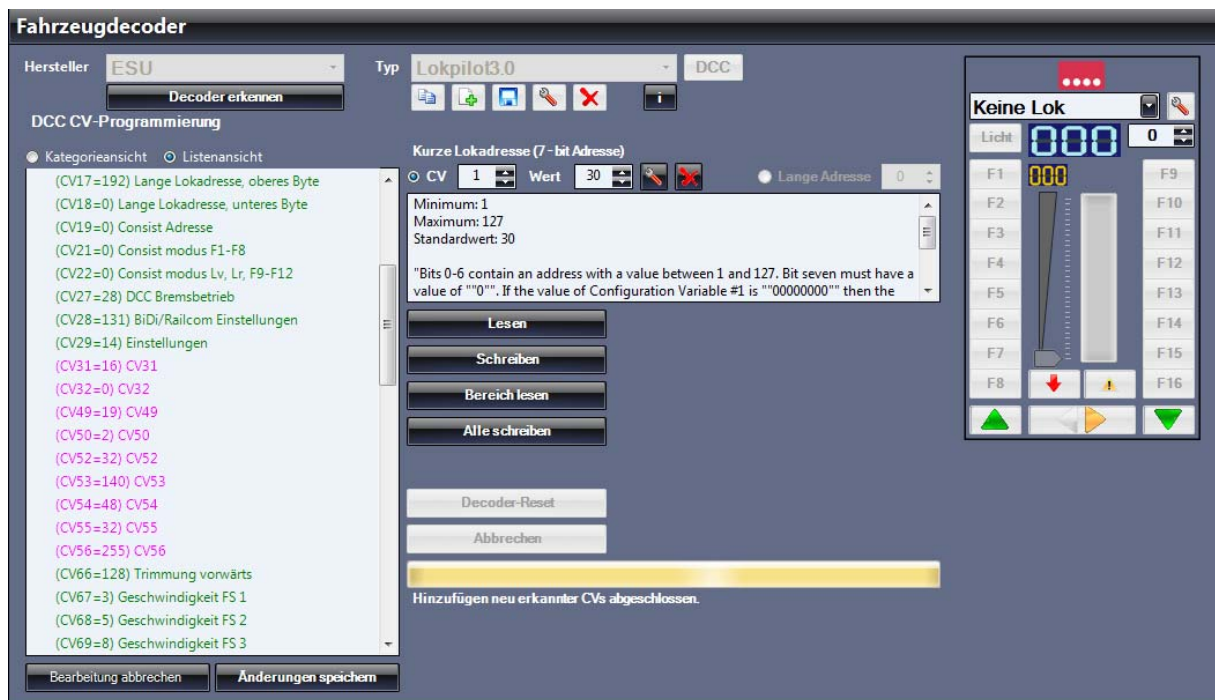 Fahrzeugdecoder
Hersteller ESU Typ Lokpilot3.0 DCC
Decoder erkennen i
DCC CV-Programmierung
Kategorieansicht Listenansicht
(CV17=192) Lange Lokadresse, oberes Byte
(CV18=0) Lange Lokadresse, unteres Byte
(CV19=0) Consist Adresse
(CV21=0) Consist modus F1-F8
(CV22=0) Consist modus Lv, Lr, F9-F12
(CV27=28) DCC Bremsbetrieb
(CV28=131) BiDi/Railcom Einstellungen
(CV29=14) Einstellungen
(CV31=16) CV31
(CV32=0) CV32
(CV49=19) CV49
(CV50=2) CV50
(CV52=32) CV52
(CV53=140) CV53
(CV54=48) CV54
(CV55=32) CV55
(CV56=255) CV56
(CV66=128) Trimmung vorwärts
(CV67=3) Geschwindigkeit FS 1
(CV68=5) Geschwindigkeit FS 2
(CV69=8) Geschwindigkeit FS 3
Bearbeitung abbrechen Änderungen speichern
Kurze Lokadresse (7-bit Adresse)
CV 1 Wert 30 Lange Adresse 0
Minimum: 1
Maximum: 127
Standardwert: 30
"Bits 0-6 contain an address with a value between 1 and 127. Bit seven must have a
value of ""0"". If the value of Configuration Variable #1 is ""00000000"" then the
Lesen
Schreiben
Bereich lesen
Alle schreiben
Decoder-Reset
Abbrechen
Hinzufügen neu erkannter CVs abgeschlossen.
Keine Lok
Licht 000 0
F1 000 F9
F2 F10
F3 F11
F4 F12
F5 F13
F6 F14
F7 F15
F8 F16